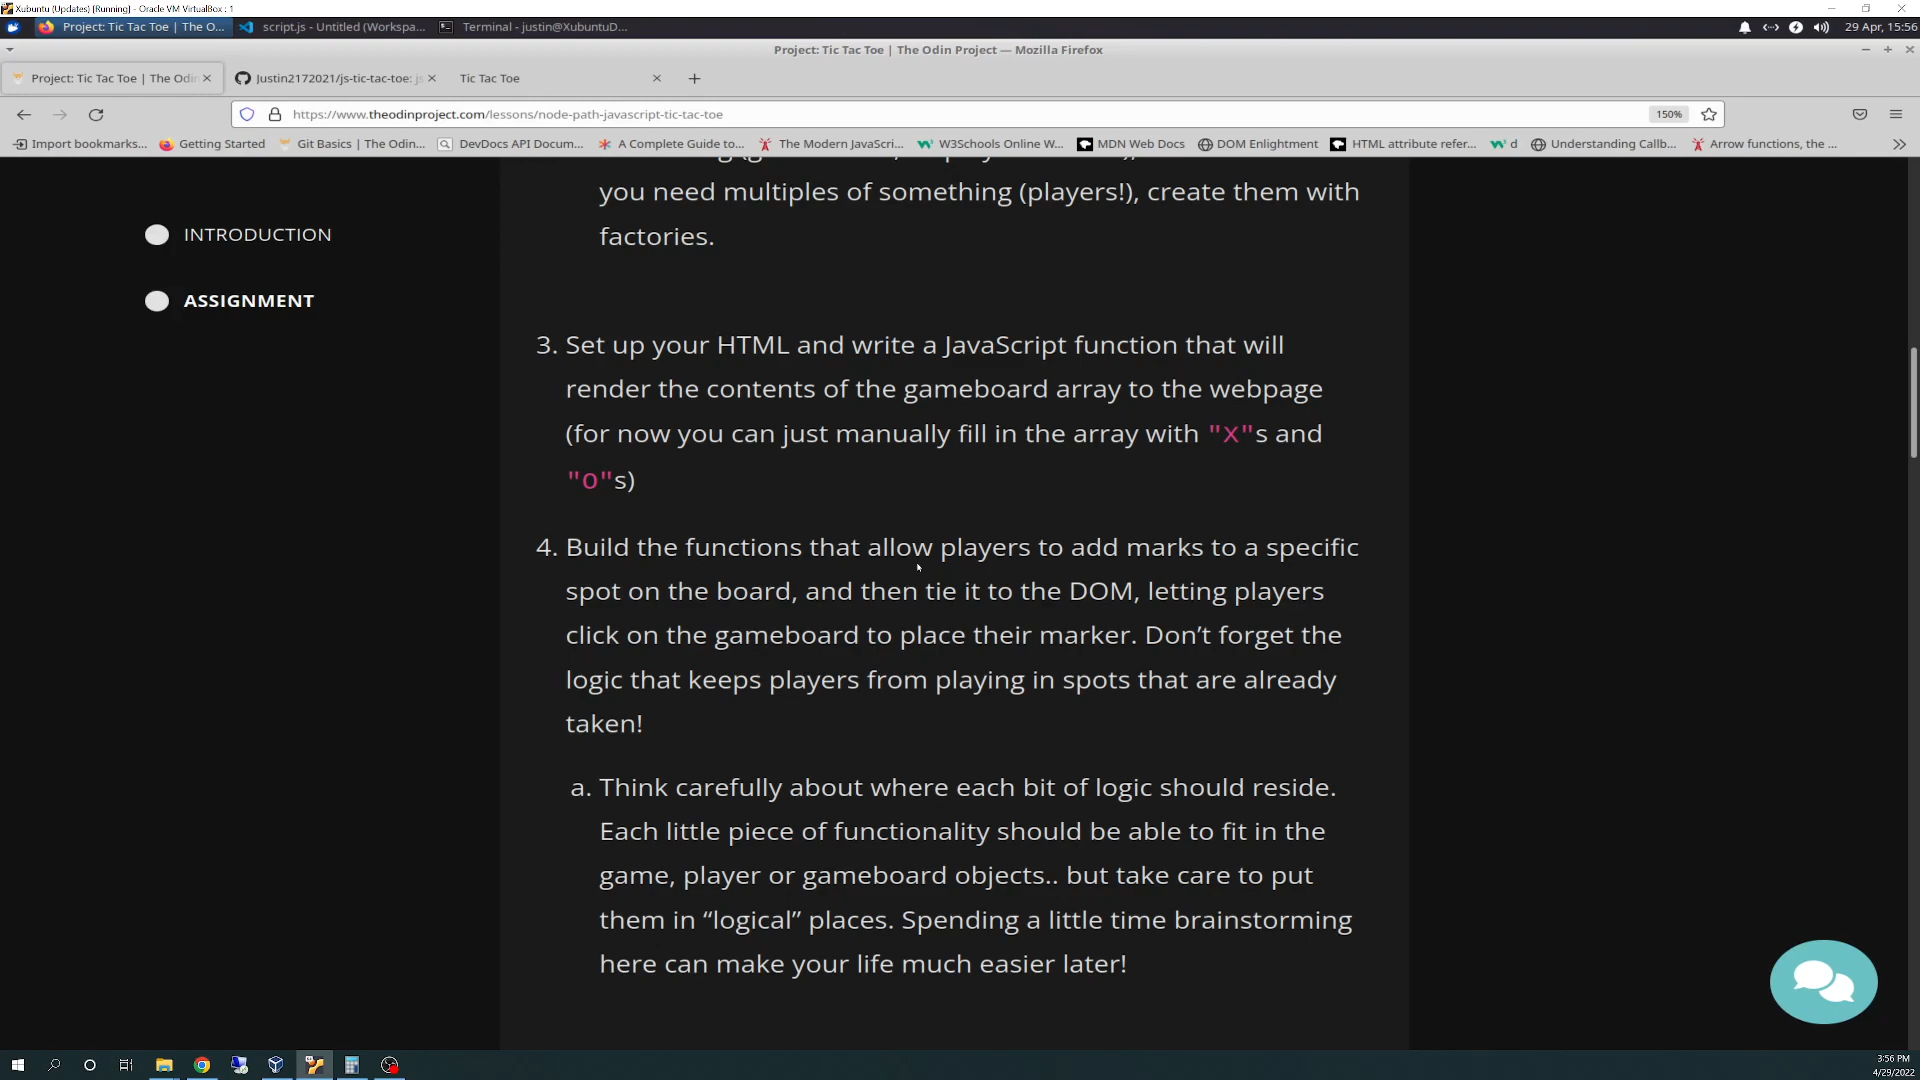 Xubuntu (Updates) [Running] - Oracle VM VirtualBox : 1
Project: Tic Tac Toe | The O...
script.js - Untitled (Workspa...
Terminal - justin@XubuntuD...
29 Apr, 15:56
Project: Tic Tac Toe | The Odin Project — Mozilla Firefox
Project: Tic Tac Toe | The Odin
Justin2172021/js-tic-tac-toe: js
Tic Tac Toe
https://www.theodinproject.com/lessons/node-path-javascript-tic-tac-toe
150%
Import bookmarks...
Getting Started
Git Basics | The Odin...
DevDocs API Docum...
A Complete Guide to...
The Modern JavaScri...
W3Schools Online W...
MDN Web Docs
DOM Enlightment
HTML attribute refer...
d
Understanding Callb...
Arrow functions, the ...
INTRODUCTION
ASSIGNMENT
you need multiples of something (players!), create them with
factories.
3. Set up your HTML and write a JavaScript function that will
render the contents of the gameboard array to the webpage
(for now you can just manually fill in the array with "X"s and
"O"s)
4. Build the functions that allow players to add marks to a specific
spot on the board, and then tie it to the DOM, letting players
click on the gameboard to place their marker. Don’t forget the
logic that keeps players from playing in spots that are already
taken!
a. Think carefully about where each bit of logic should reside.
Each little piece of functionality should be able to fit in the
game, player or gameboard objects.. but take care to put
them in “logical” places. Spending a little time brainstorming
here can make your life much easier later!
3:56 PM
4/29/2022